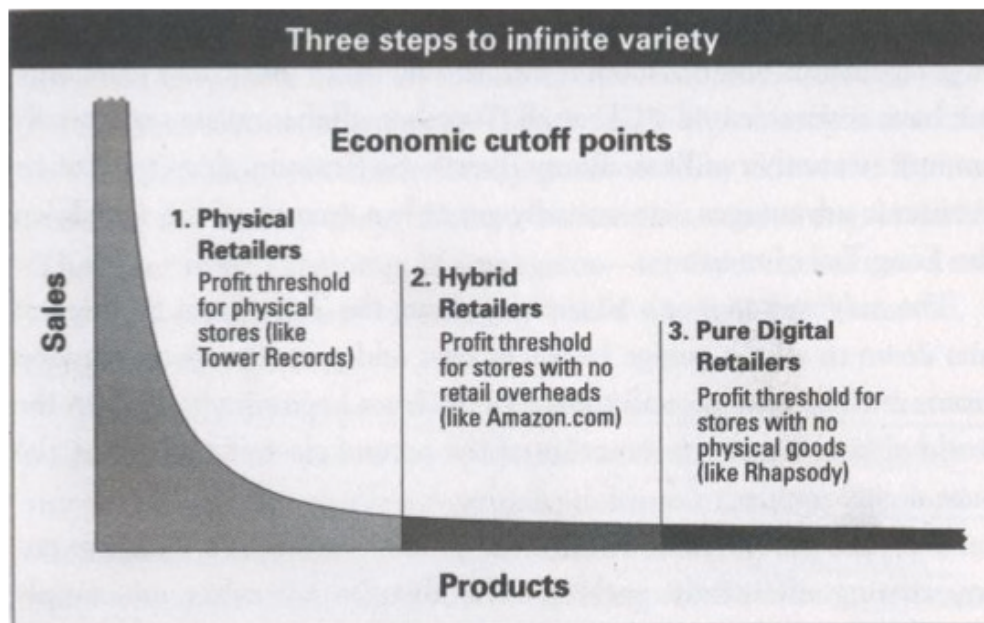 Three steps to infinite variety
Economic cutoff points
Sales
1. Physical
Retailers
Profit threshold
for physical
stores (like
Tower Records)
2. Hybrid
Retailers
Profit threshold
for stores with no
retail overheads
(like Amazon.com)
3. Pure Digital
Retailers
Profit threshold for
stores with no
physical goods
(like Rhapsody)
Products